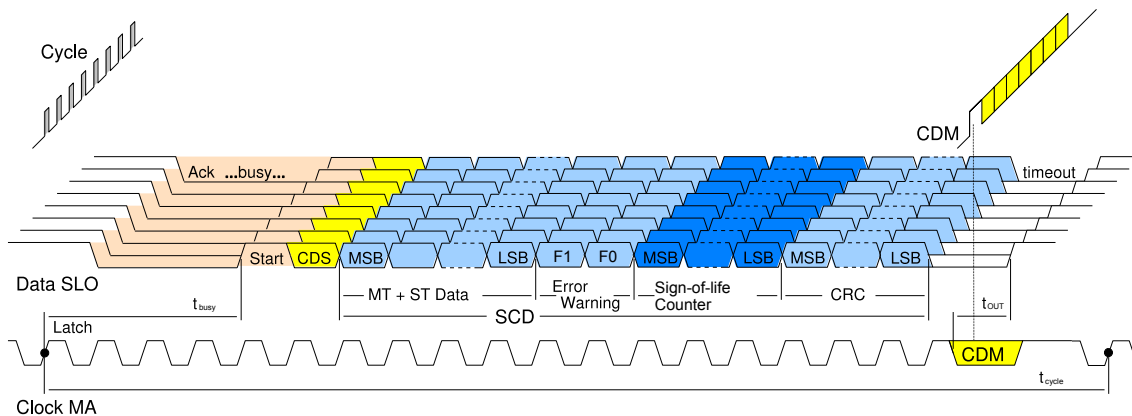 Cycle
CDM
Ack ...busy...
timeout
Start CDS MSB LSB F1 F0 MSB LSB MSB LSB
Data SLO
MT + ST Data
Error
Warning
Sign-of-life
Counter
CRC
tbusy
tOUT
SCD
Latch
CDM
tcycle
Clock MA